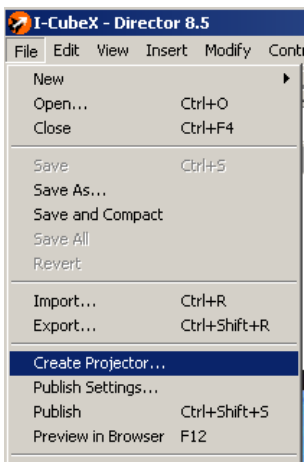 I-CubeX - Director 8.5
File Edit View Insert Modify
New
Open... Ctrl+O
Close Ctrl+F4
Save Ctrl+S
Save As...
Save and Compact
Save All
Revert
Import... Ctrl+R
Export... Ctrl+Shift+R
Create Projector...
Publish Settings...
Publish Ctrl+Shift+S
Preview in Browser F12